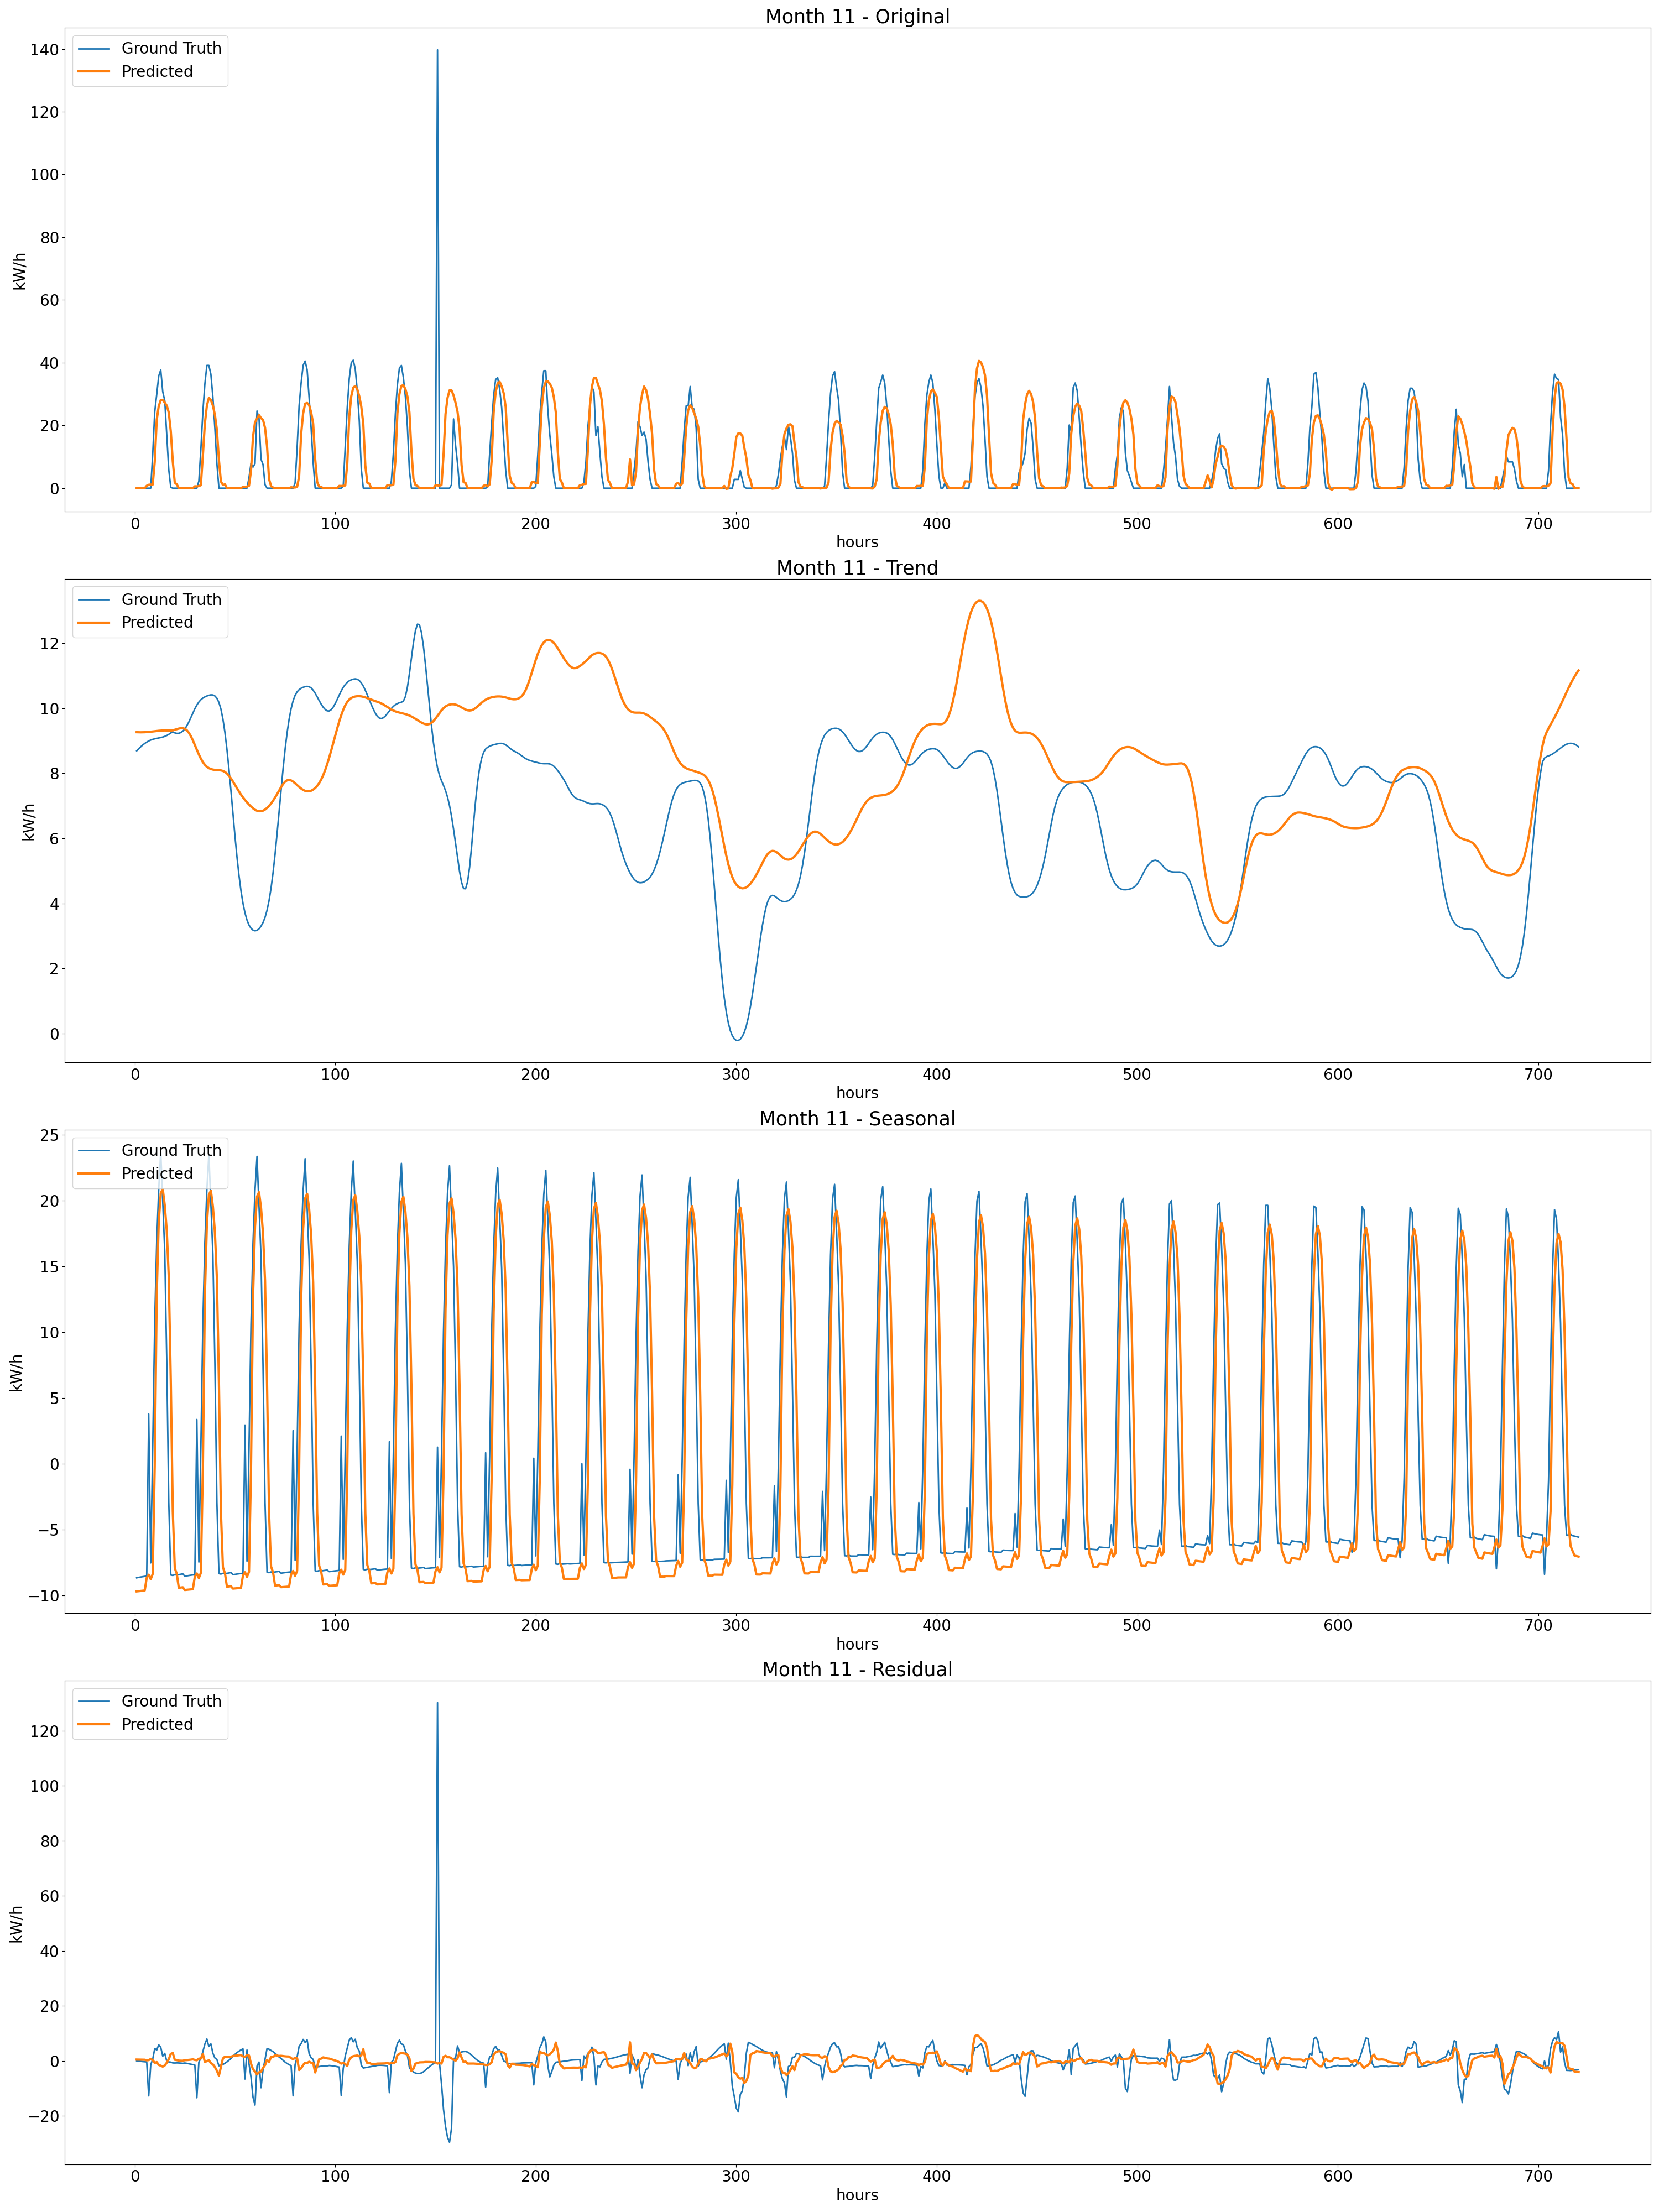 Month 11 - Original
Ground Truth
Predicted
140
120
100
80
60
40
20
0
kW/h
0 100 200 300 400 500 600 700
hours
Month 11 - Trend
Ground Truth
Predicted
12
10
8
6
4
2
0
kW/h
0 100 200 300 400 500 600 700
hours
Month 11 - Seasonal
Ground Truth
Predicted
25
20
15
10
5
0
−5
−10
kW/h
0 100 200 300 400 500 600 700
hours
Month 11 - Residual
Ground Truth
Predicted
120
100
80
60
40
20
0
−20
kW/h
0 100 200 300 400 500 600 700
hours